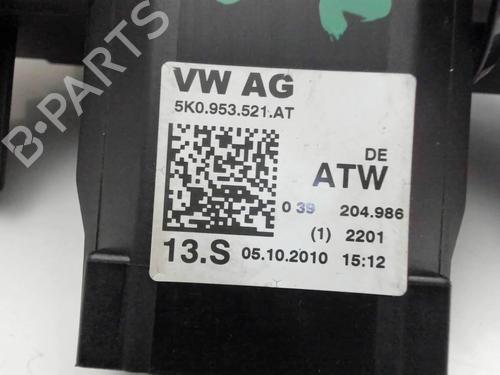 B-PARTS
VW AG
5K0.953.521.AT
DE
ATW
0 39 204.986
(1) 2201
13.S 05.10.2010 15:12